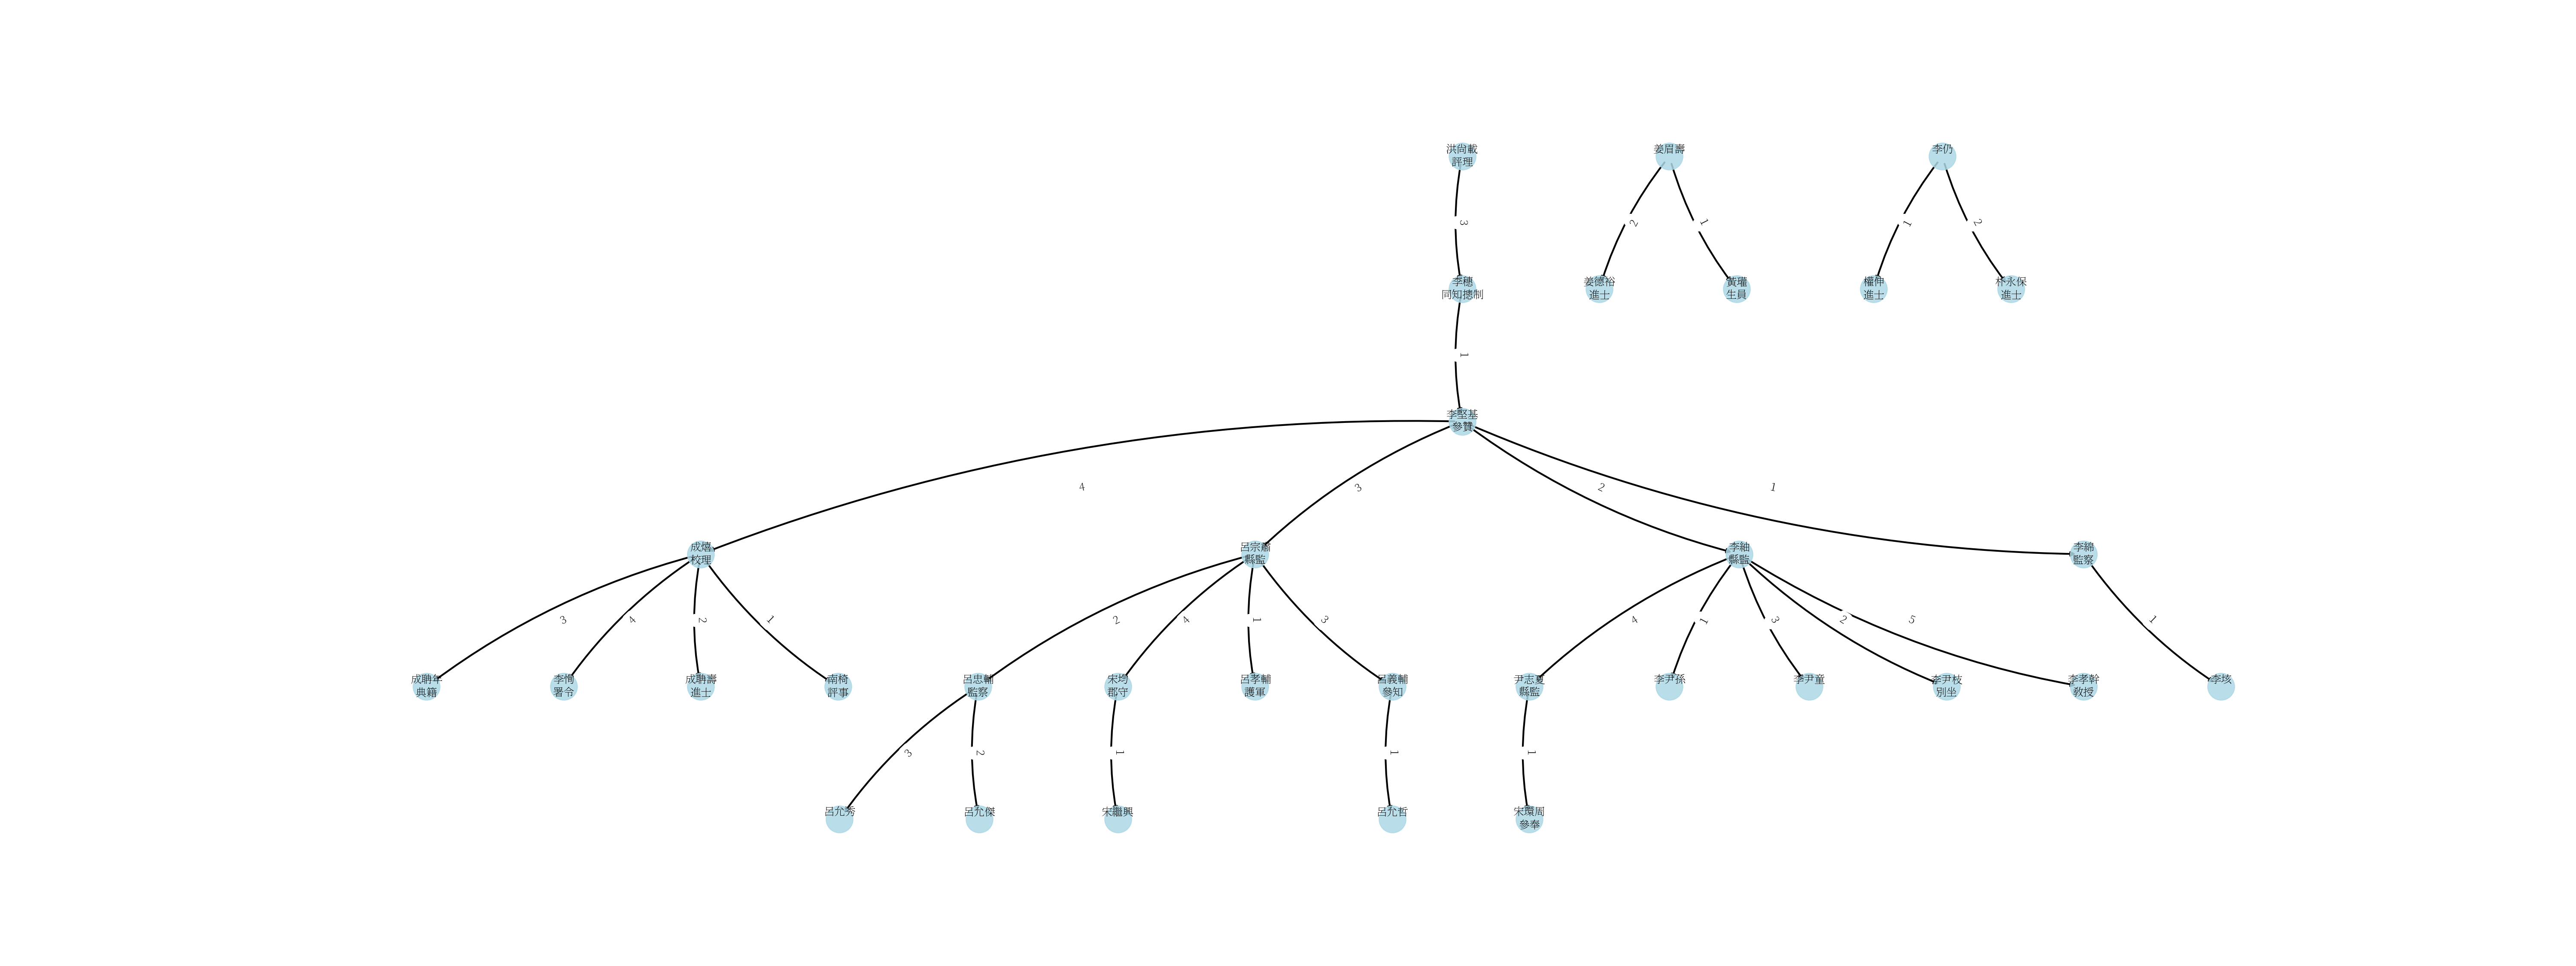 洪尙載
評理
姜眉壽
李仍
3
2
1
1
2
李穗
同知摠制
姜德裕
進士
黃瓘
生員
權伸
進士
朴永保
進士
1
李堅基
參贊
4
3
2
1
成熺
校理
呂宗肅
縣監
李紬
縣監
李綿
監察
3
4
2
1
2
4
1
3
4
1
3
2
5
1
成聃年
典籍
李恂
署令
成聃壽
進士
南椅
評事
呂忠輔
監察
宋均
郡守
呂孝輔
護軍
呂義輔
參知
尹志夏
縣監
李尹孫
李尹童
李尹枝
別坐
李孝幹
敎授
李垓
3
2
1
1
1
呂允秀
呂允傑
宋繼興
呂允哲
宋環周
參奉